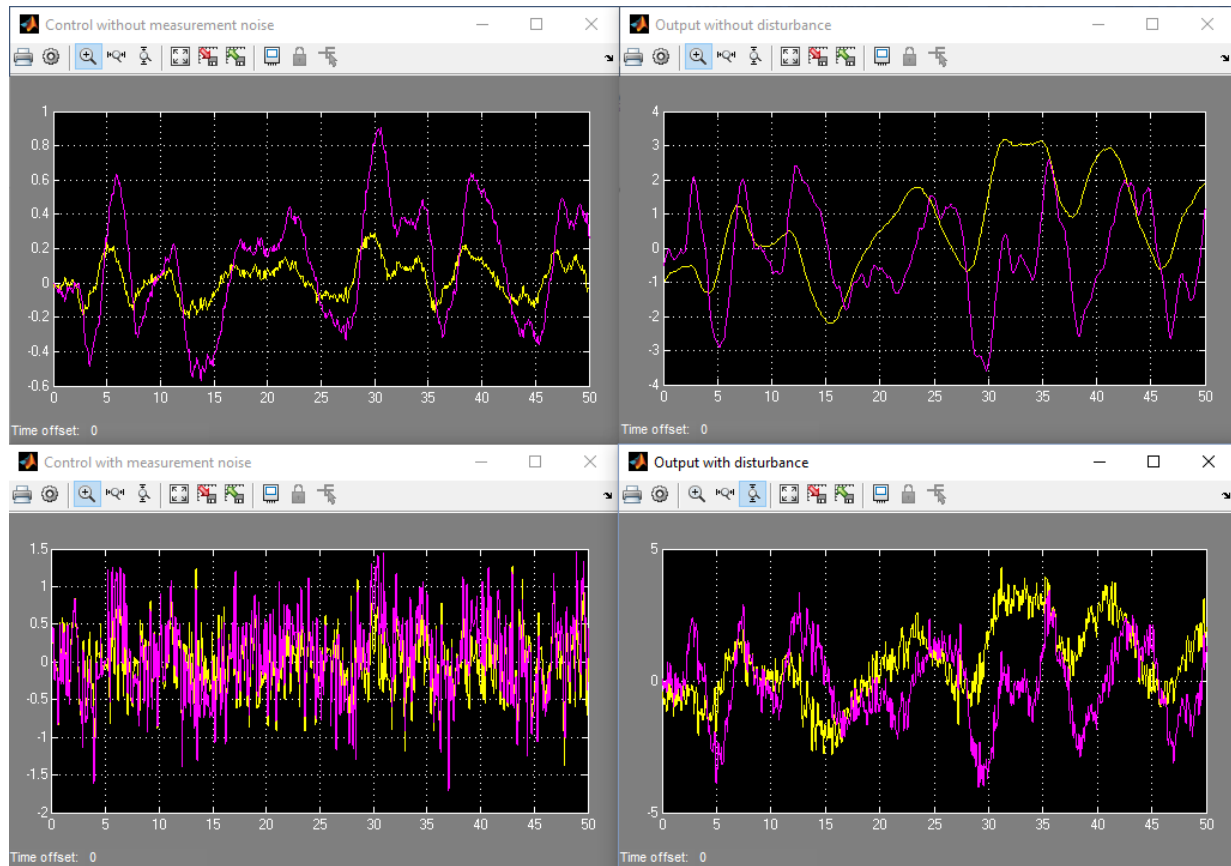 Control without measurement noise
1
0.8
0.6
0.4
0.2
0
-0.2
-0.4
-0.6
0 5 10 15 20 25 30 35 40 45 50
Time offset: 0
Output without disturbance
4
3
2
1
0
-1
-2
-3
-4
0 5 10 15 20 25 30 35 40 45 50
Time offset: 0
Control with measurement noise
1.5
1
0.5
0
-0.5
-1
-1.5
-2
0 5 10 15 20 25 30 35 40 45 50
Time offset: 0
Output with disturbance
5
0
-5
0 5 10 15 20 25 30 35 40 45 50
Time offset: 0